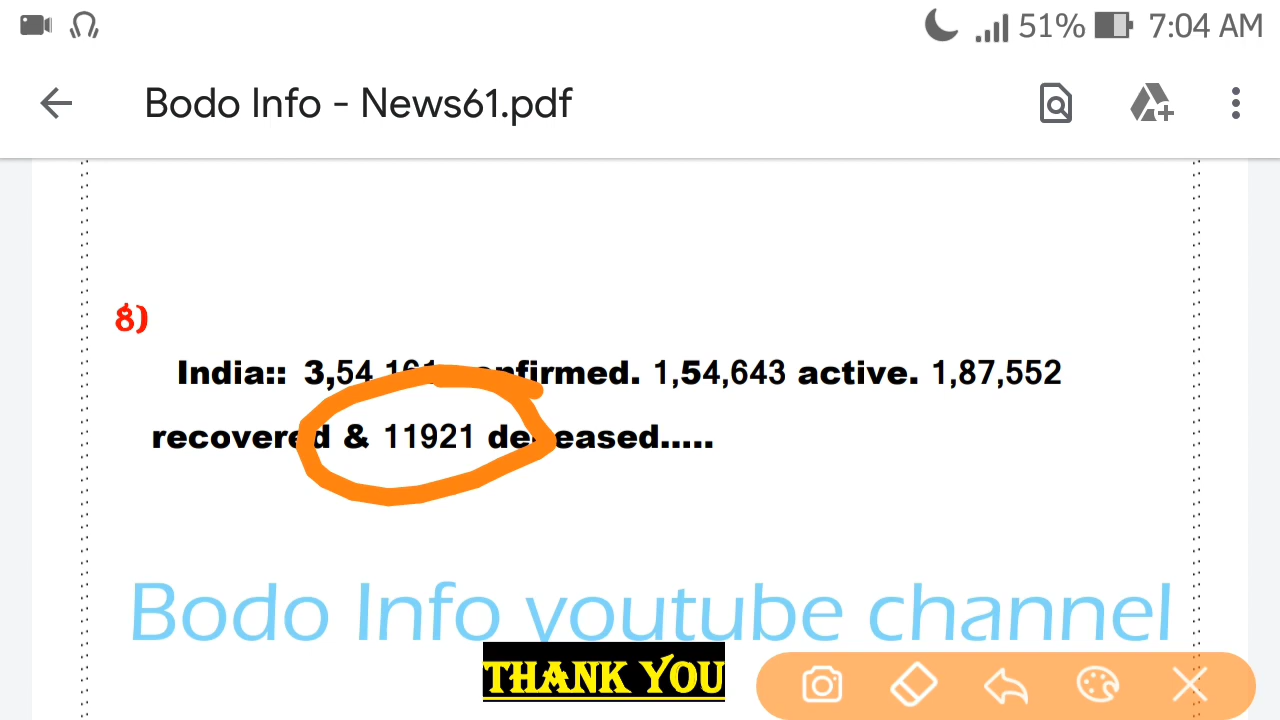 51% 7:04 AM
Bodo Info - News61.pdf
8)
India:: 3,54,161 confirmed. 1,54,643 active. 1,87,552
recovered & 11921 deceased.....
Bodo Info youtube channel
THANK YOU